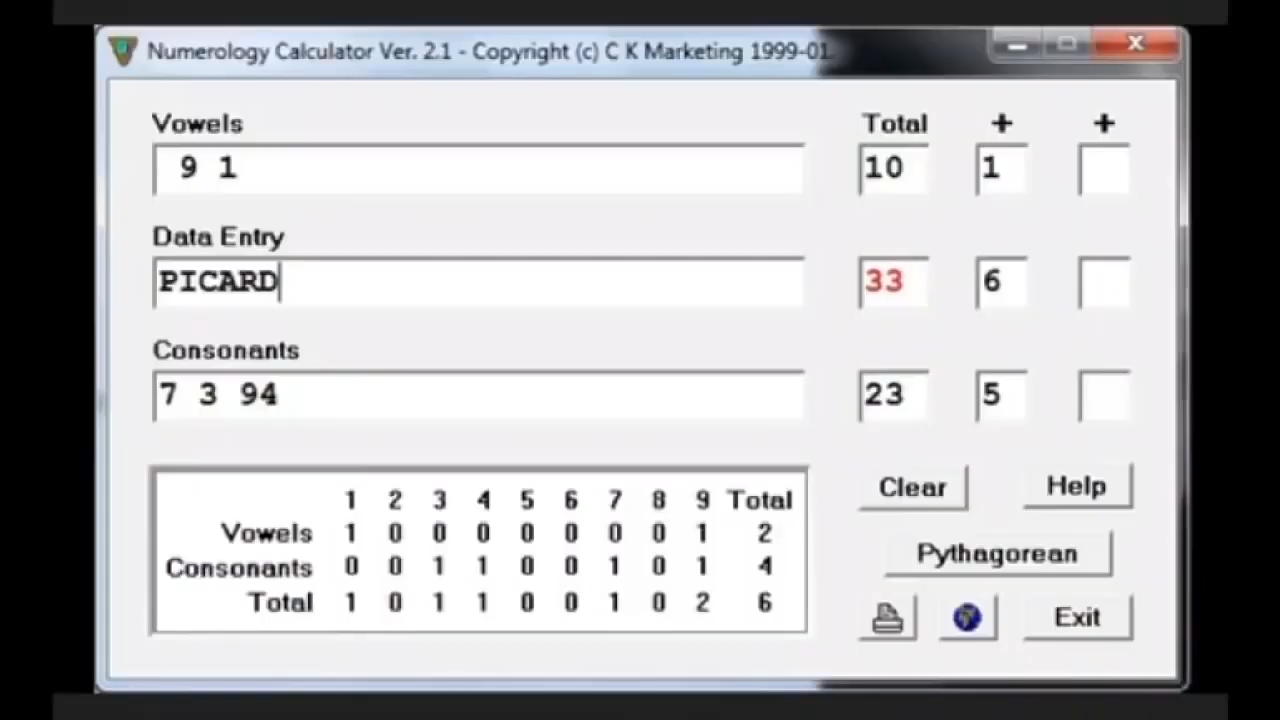 Numerology Calculator Ver. 2.1 - Copyright (c) C K Marketing 1999-01
Vowels Total + +
9 1 10 1
Data Entry
PICARD 33 6
Consonants
7 3 94 23 5
1 2 3 4 5 6 7 8 9 Total
Vowels 1 0 0 0 0 0 0 0 1 2
Consonants 0 0 1 1 0 0 1 0 1 4
Total 1 0 1 1 0 0 1 0 2 6
Clear Help
Pythagorean
Exit